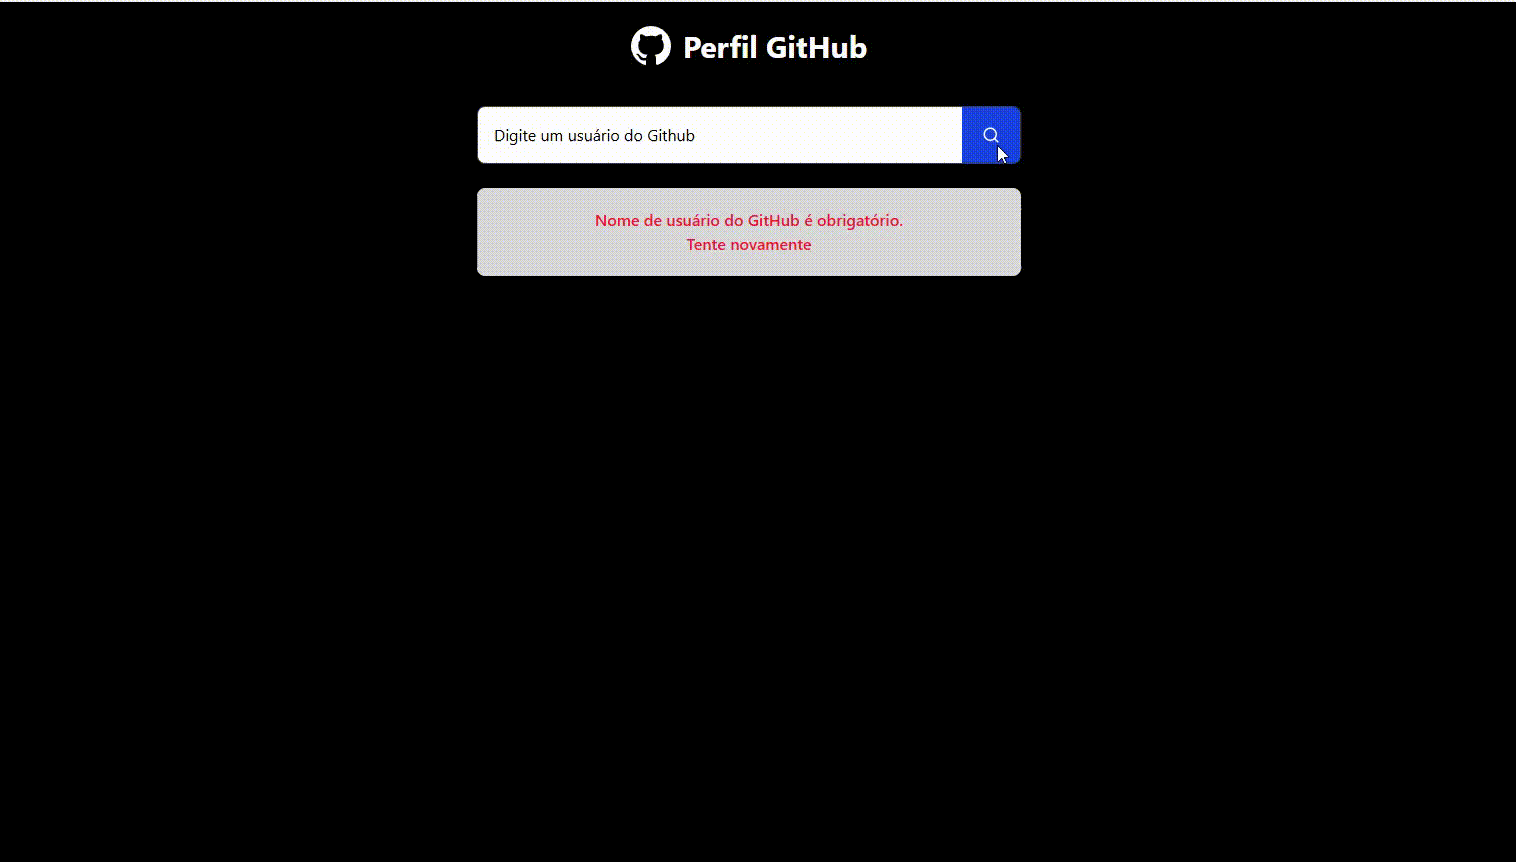 Perfil GitHub
Digite um usuário do Github
Nome de usuário do GitHub é obrigatório.
Tente novamente